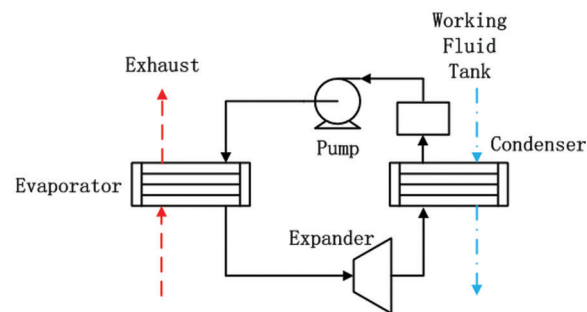 Working
Fluid
Tank
Exhaust
Pump
Condenser
Evaporator
Expander